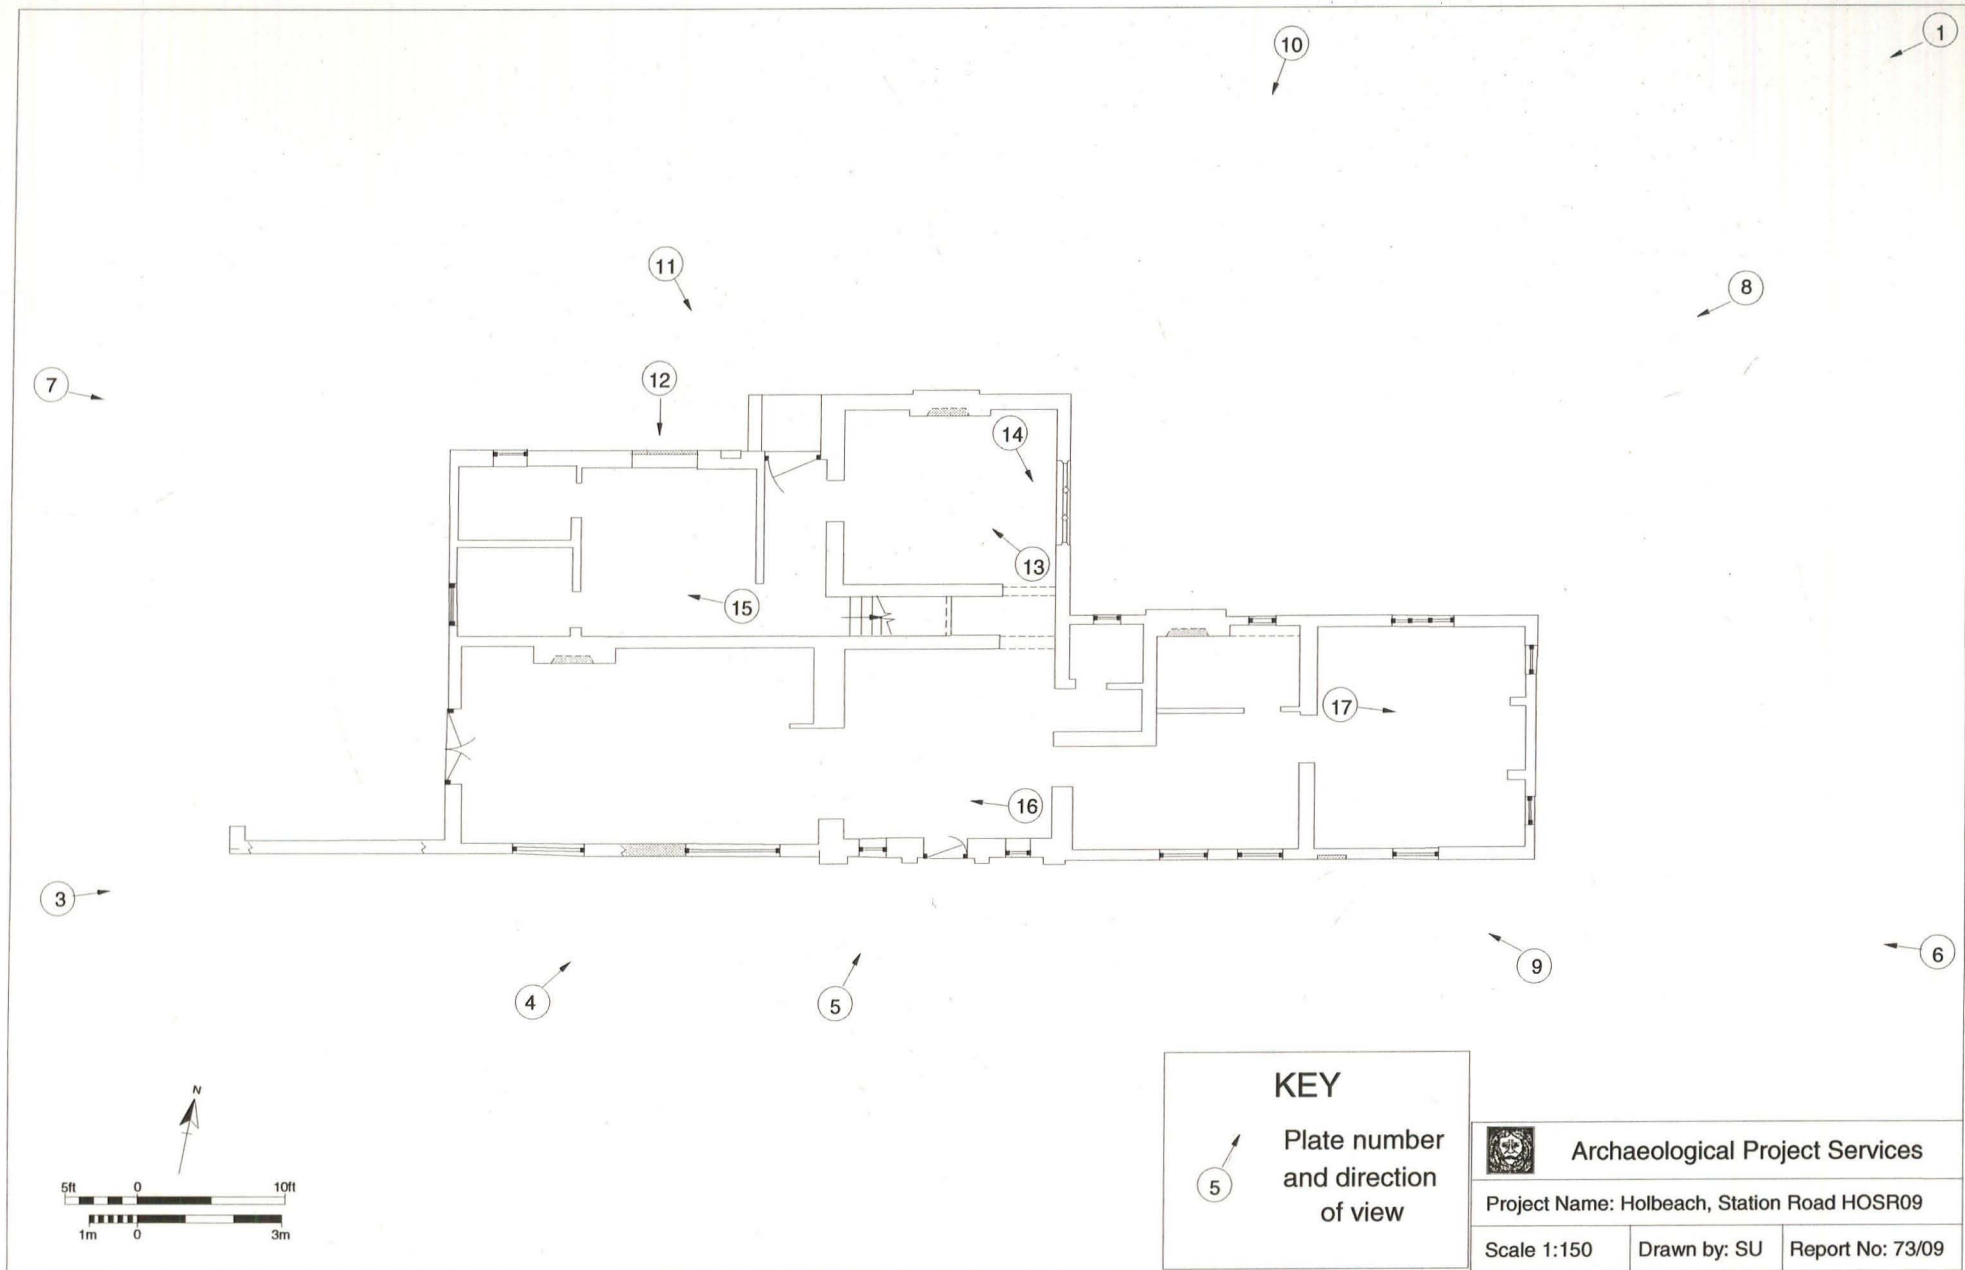 10
1
11
8
7
12
14
13
15
17
16
3
9
6
4
5
N
5ft 0 10ft
1m 0 3m
KEY
Plate number
and direction
of view
5
Archaeological Project Services
Project Name: Holbeach, Station Road HOSR09
Scale 1:150
Drawn by: SU
Report No: 73/09